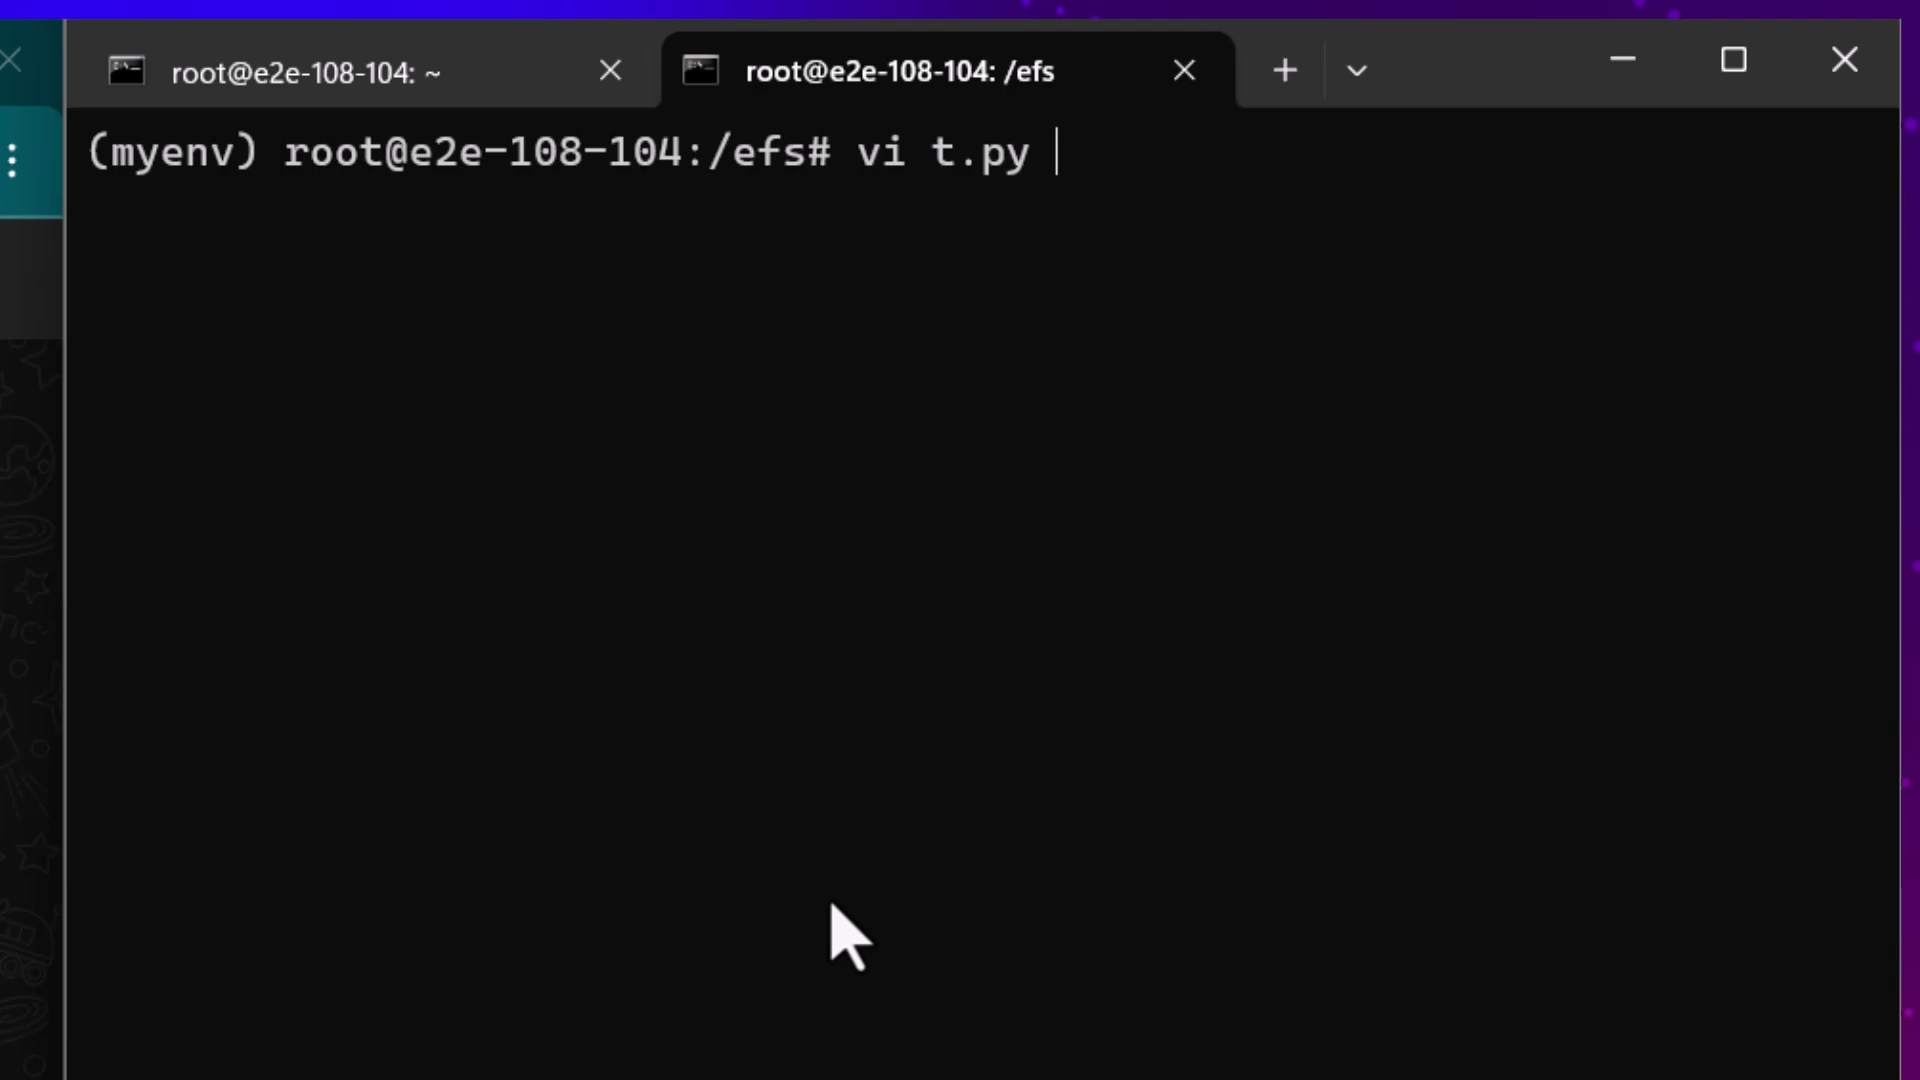 root@e2e-108-104: ~
root@e2e-108-104: /efs
(myenv) root@e2e-108-104:/efs# vi t.py